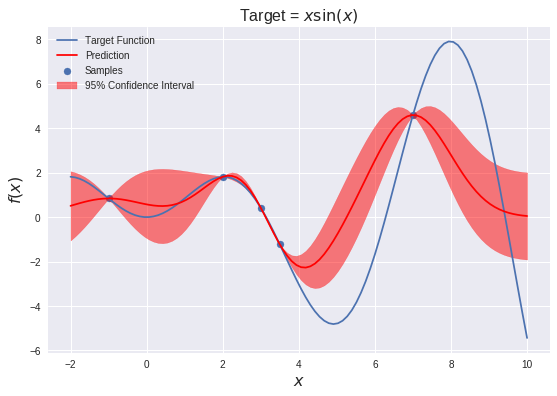 Target = x sin(x)
Target Function
Prediction
Samples
95% Confidence Interval
f(x)
8
6
4
2
0
−2
−4
−6
−2 0 2 4 6 8 10
x